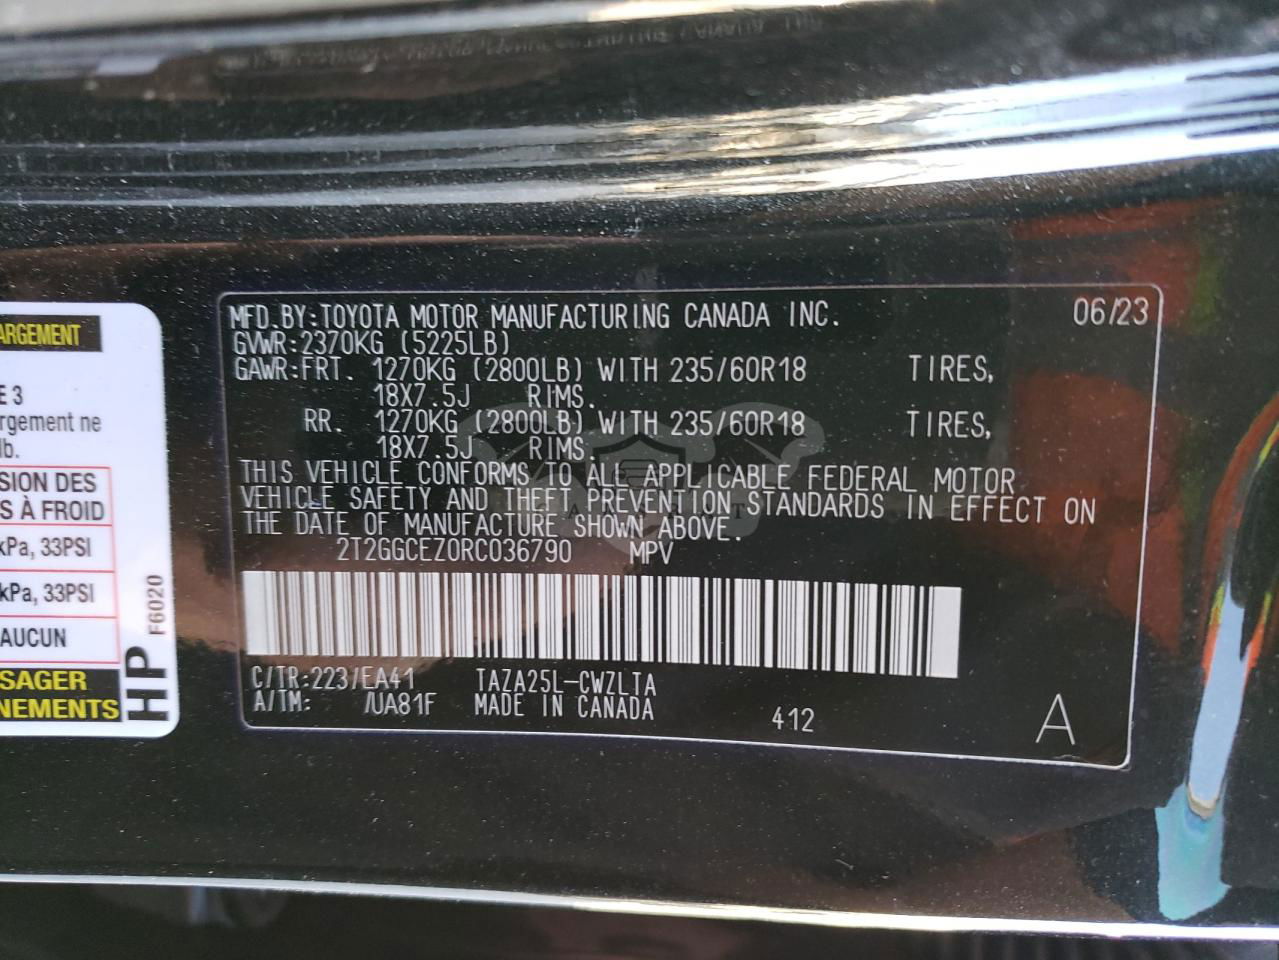 ARGEMENT
E 3
rgement ne
lb.
SION DES
S À FROID
kPa, 33PSI
kPa, 33PSI
AUCUN
SAGER
NEMENTS
HP
F6020
MFD.BY:TOYOTA MOTOR MANUFACTURING CANADA INC. 06/23
GVWR:2370KG (5225LB)
GAWR:FRT. 1270KG (2800LB) WITH 235/60R18 TIRES,
18X7.5J RIMS.
RR. 1270KG (2800LB) WITH 235/60R18 TIRES,
18X7.5J RIMS.
THIS VEHICLE CONFORMS TO ALL APPLICABLE FEDERAL MOTOR
VEHICLE SAFETY AND THEFT PREVENTION STANDARDS IN EFFECT ON
THE DATE OF MANUFACTURE SHOWN ABOVE.
2T2GGCEZ0RC036790 MPV
C/TR:223/EA41 TAZA25L-CWZLTA
A/TM: /UA81F MADE IN CANADA
412
A